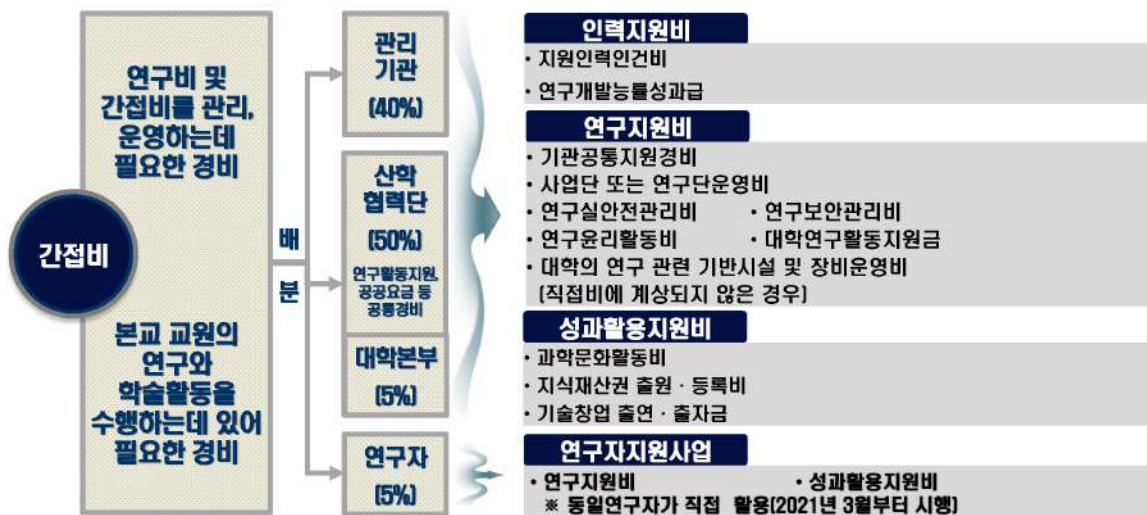 간접비
연구비 및
간접비를 관리,
운영하는데
필요한 경비
본교 교원의
연구와
학술활동을
수행하는데 있어
필요한 경비
배
분
관리
기관
(40%)
산학
협력단
(50%)
연구활동지원,
공공요금 등
공통경비
대학본부
(5%)
연구자
(5%)
인력지원비
• 지원인력인건비
• 연구개발능률성과급
연구지원비
• 기관공통지원경비
• 사업단 또는 연구단운영비
• 연구실안전관리비 • 연구보안관리비
• 연구윤리활동비 • 대학연구활동지원금
• 대학의 연구 관련 기반시설 및 장비운영비
(직접비에 계상되지 않은 경우)
성과활용지원비
• 과학문화활동비
• 지식재산권 출원 · 등록비
• 기술창업 출연 · 출자금
연구자지원사업
• 연구지원비 • 성과활용지원비
※ 동일연구자가 직접 활용(2021년 3월부터 시행)